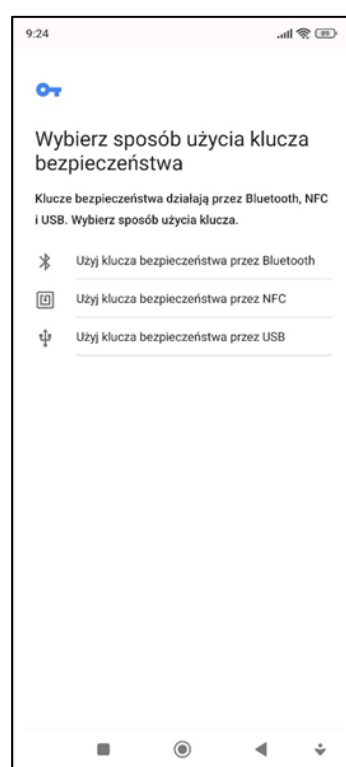 9:24
89
Wybierz sposób użycia klucza
bezpieczeństwa
Klucze bezpieczeństwa działają przez Bluetooth, NFC
i USB. Wybierz sposób użycia klucza.
Użyj klucza bezpieczeństwa przez Bluetooth
Użyj klucza bezpieczeństwa przez NFC
Użyj klucza bezpieczeństwa przez USB